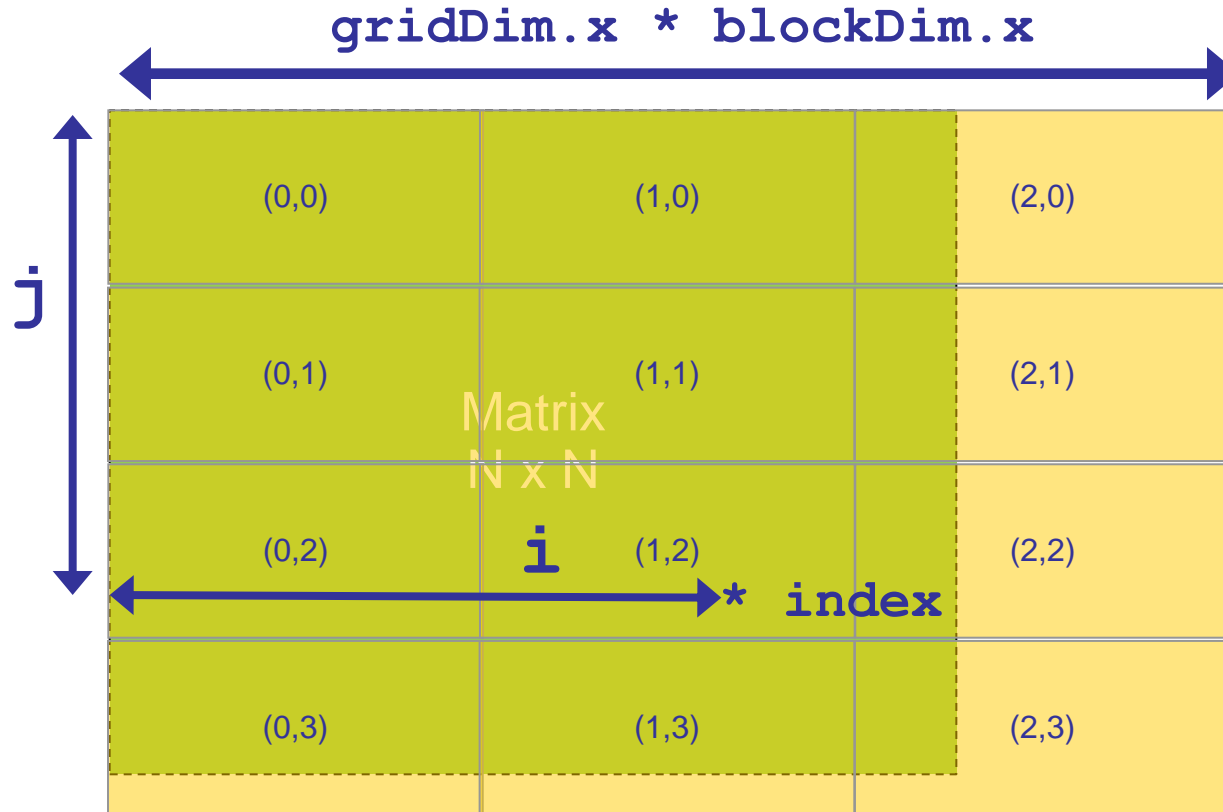 gridDim.x * blockDim.x
(0,0) (1,0) (2,0)
j
(0,1) (1,1) (2,1)
Matrix
N x N
(0,2) i (1,2) (2,2)
* index
(0,3) (1,3) (2,3)